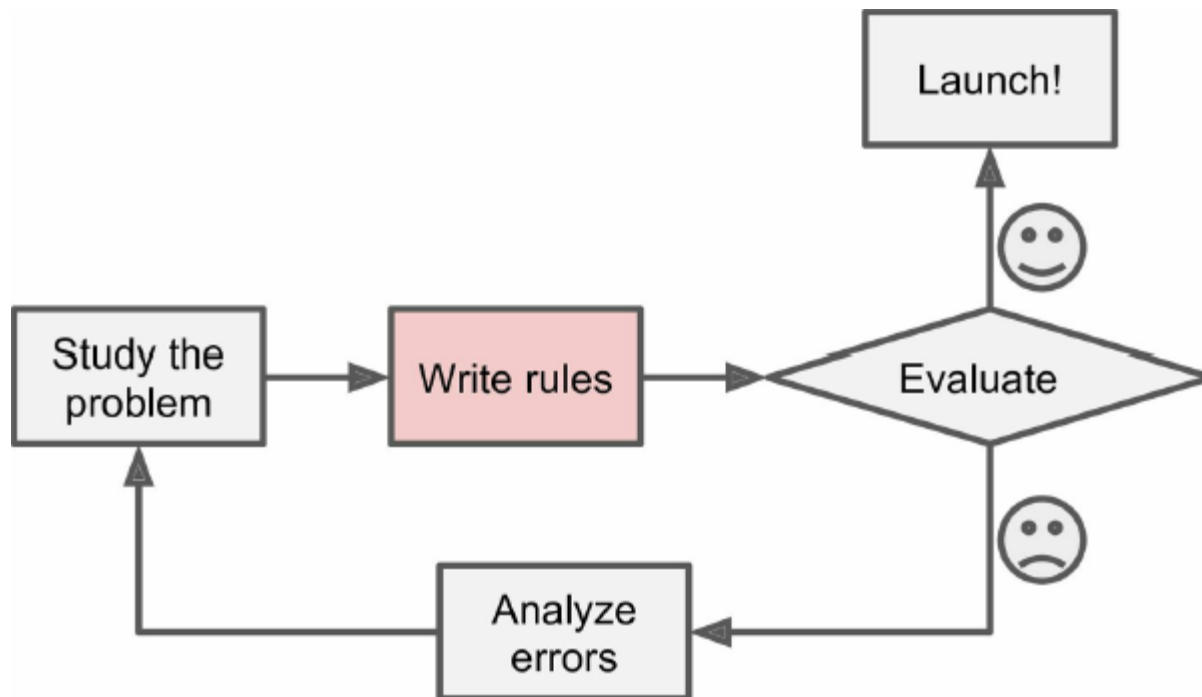 Launch!
Study the
problem
Write rules
Evaluate
Analyze
errors